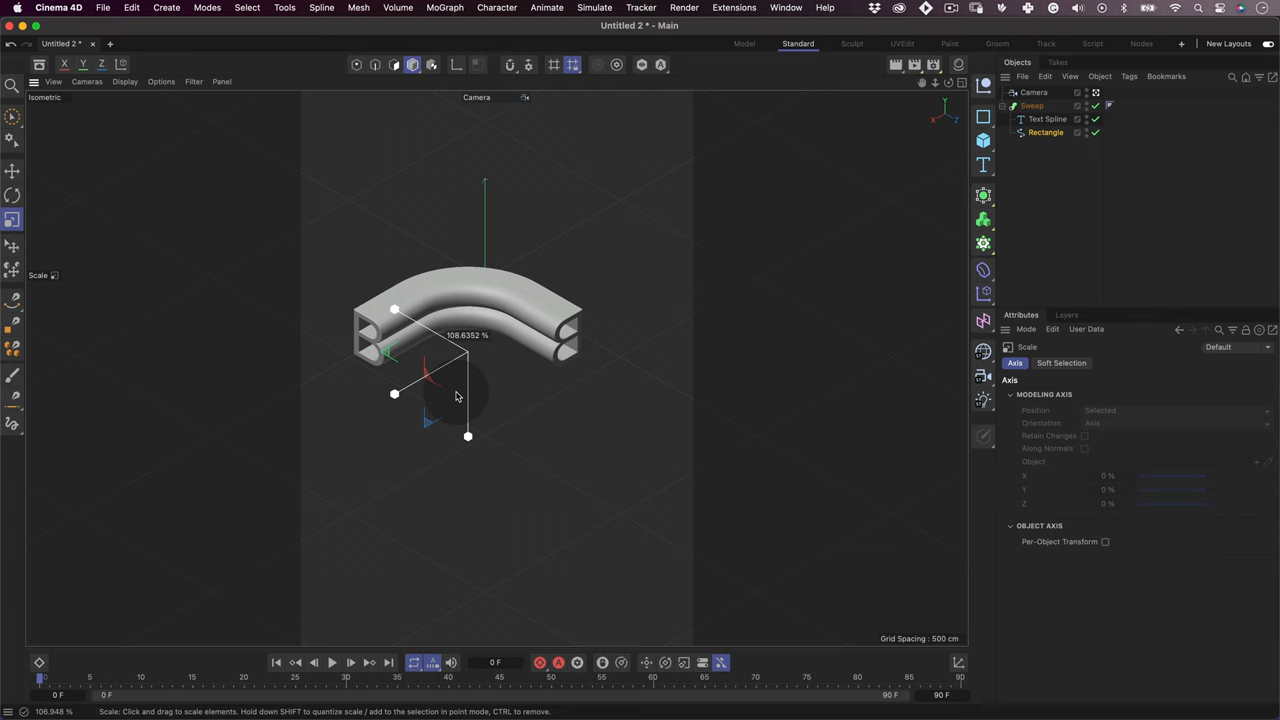 Cinema 4D File Edit Create Modes Select Tools Spline Mesh Volume MoGraph Character Animate Simulate Tracker Render Extensions Window Help
Untitled 2 * - Main
Untitled 2 * Model Standard Sculpt UVEdit Paint Groom Track Script Nodes New Layouts
X Y Z
Objects Takes
View Cameras Display Options Filter Panel
File Edit View Object Tags Bookmarks
Isometric
Camera
Y
X Z
Camera
Sweep
Text Spline
Rectangle
Scale
108.6352 %
Attributes Layers
Mode Edit User Data
Scale Default
Axis Soft Selection
Axis
MODELING AXIS
Position Selected
Orientation Axis
Retain Changes
Along Normals
Object
X 0 %
Y 0 %
Z 0 %
OBJECT AXIS
Per-Object Transform
Grid Spacing : 500 cm
0 F
0 5 10 15 20 25 30 35 40 45 50 55 60 65 70 75 80 85 90
0 F 0 F 90 F 90 F
106.948 % Scale: Click and drag to scale elements. Hold down SHIFT to quantize scale / add to the selection in point mode, CTRL to remove.